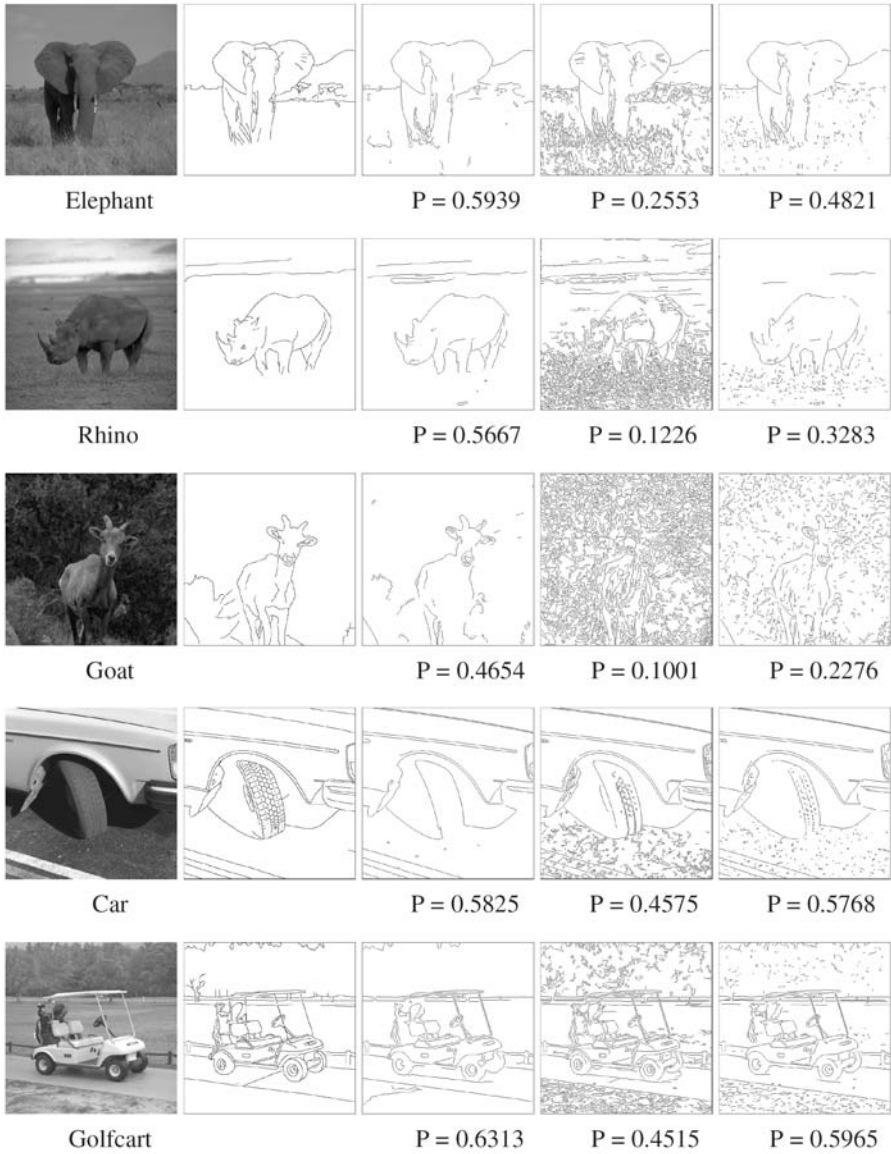 Elephant P = 0.5939 P = 0.2553 P = 0.4821
Rhino P = 0.5667 P = 0.1226 P = 0.3283
Goat P = 0.4654 P = 0.1001 P = 0.2276
Car P = 0.5825 P = 0.4575 P = 0.5768
Golfcart P = 0.6313 P = 0.4515 P = 0.5965